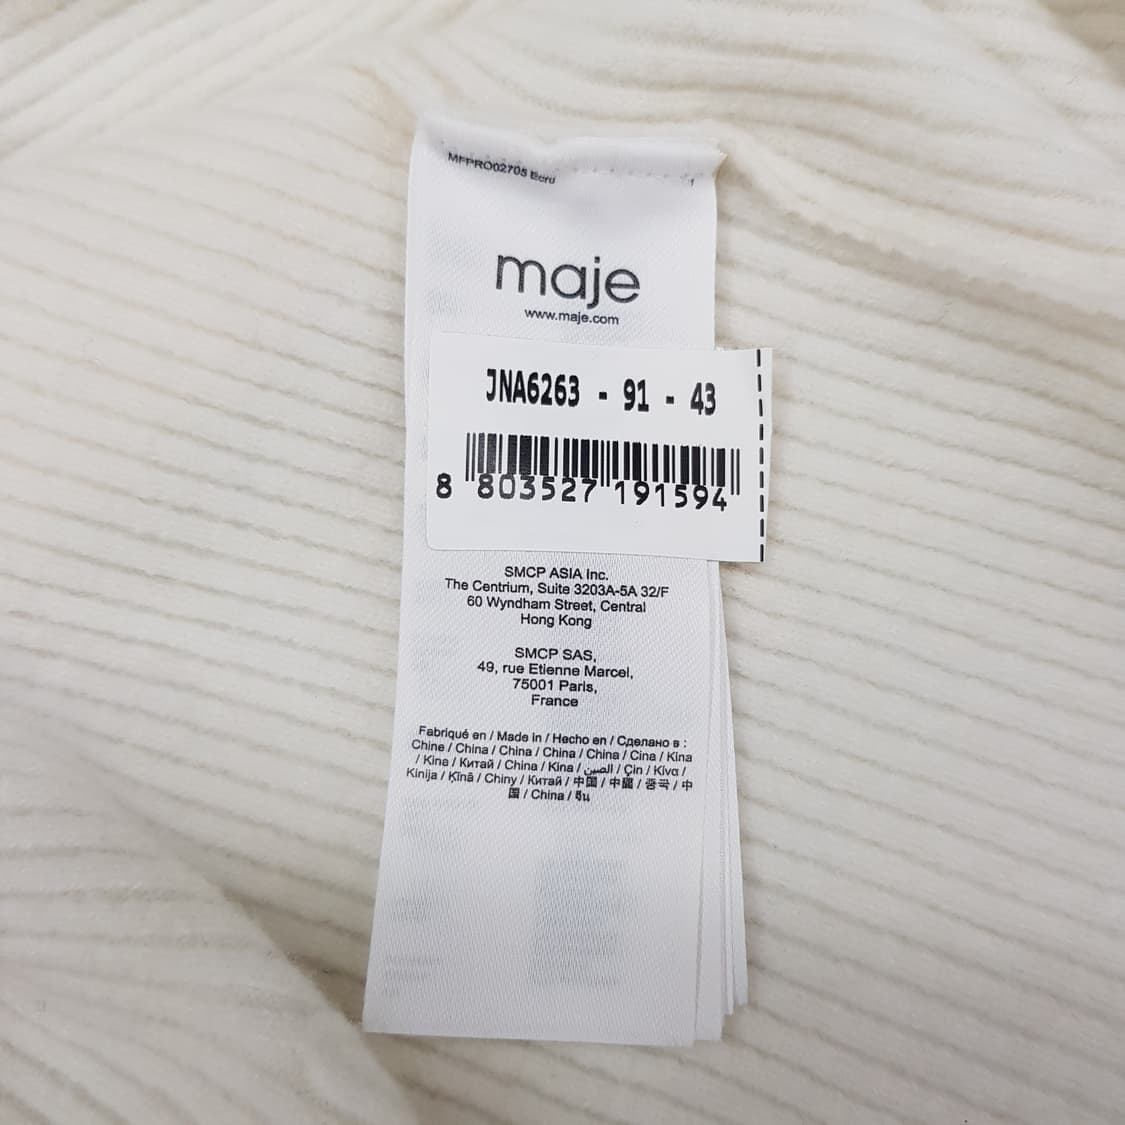 MFPRO02705 Ecru
1
maje
www.maje.com
JNA6263 - 91 - 43
8 803527 191594
SMCP ASIA Inc.
The Centrium, Suite 3203A-5A 32/F
60 Wyndham Street, Central
Hong Kong
SMCP SAS,
49, rue Etienne Marcel,
75001 Paris,
France
Fabriqué en / Made in / Hecho en / Сделано в :
Chine / China / China / China / China / Cina / Kina
/ Kina / Китай / China / Kina / الصين / Çin / Κίνα /
Kinija / Ķīnā / Chiny / Китай / 中国 / 中國 / 중국 / 中
国 / China / จีน